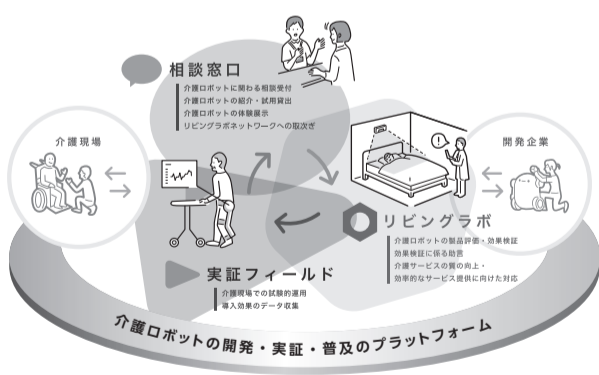 相談窓口
介護ロボットに関わる相談受付
介護ロボットの紹介・試用貸出
介護ロボットの体験展示
リビングラボネットワークへの取次ぎ
介護現場
開発企業
!
リビングラボ
介護ロボットの製品評価・効果検証
効果検証に係る助言
介護サービスの質の向上・
効率的なサービス提供に向けた対応
実証フィールド
介護現場での試験的運用
導入効果のデータ収集
介護ロボットの開発・実証・普及のプラットフォーム